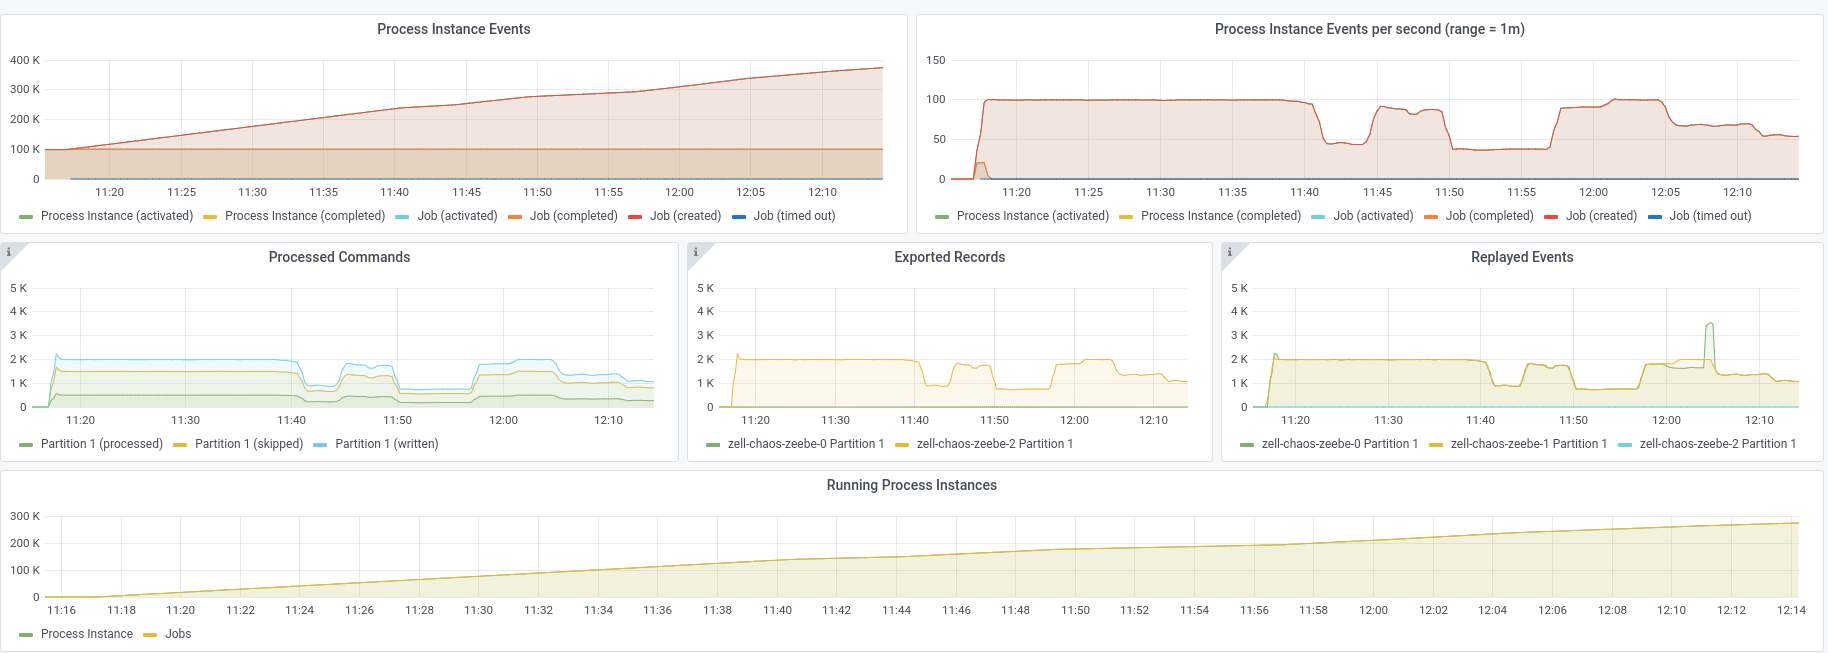 Process Instance Events
400 K
300 K
200 K
100 K
0
11:20 11:25 11:30 11:35 11:40 11:45 11:50 11:55 12:00 12:05 12:10
Process Instance (activated) Process Instance (completed) Job (activated) Job (completed) Job (created) Job (timed out)
Process Instance Events per second (range = 1m)
150
100
50
0
11:20 11:25 11:30 11:35 11:40 11:45 11:50 11:55 12:00 12:05 12:10
Process Instance (activated) Process Instance (completed) Job (activated) Job (completed) Job (created) Job (timed out)
i
Processed Commands
5 K
4 K
3 K
2 K
1 K
0
11:20 11:30 11:40 11:50 12:00 12:10
Partition 1 (processed) Partition 1 (skipped) Partition 1 (written)
i
Exported Records
5 K
4 K
3 K
2 K
1 K
0
11:20 11:30 11:40 11:50 12:00 12:10
zell-chaos-zeebe-0 Partition 1 zell-chaos-zeebe-2 Partition 1
i
Replayed Events
5 K
4 K
3 K
2 K
1 K
0
11:20 11:30 11:40 11:50 12:00 12:10
zell-chaos-zeebe-0 Partition 1 zell-chaos-zeebe-1 Partition 1 zell-chaos-zeebe-2 Partition 1
Running Process Instances
300 K
200 K
100 K
0
11:16 11:18 11:20 11:22 11:24 11:26 11:28 11:30 11:32 11:34 11:36 11:38 11:40 11:42 11:44 11:46 11:48 11:50 11:52 11:54 11:56 11:58 12:00 12:02 12:04 12:06 12:08 12:10 12:12 12:14
Process Instance Jobs